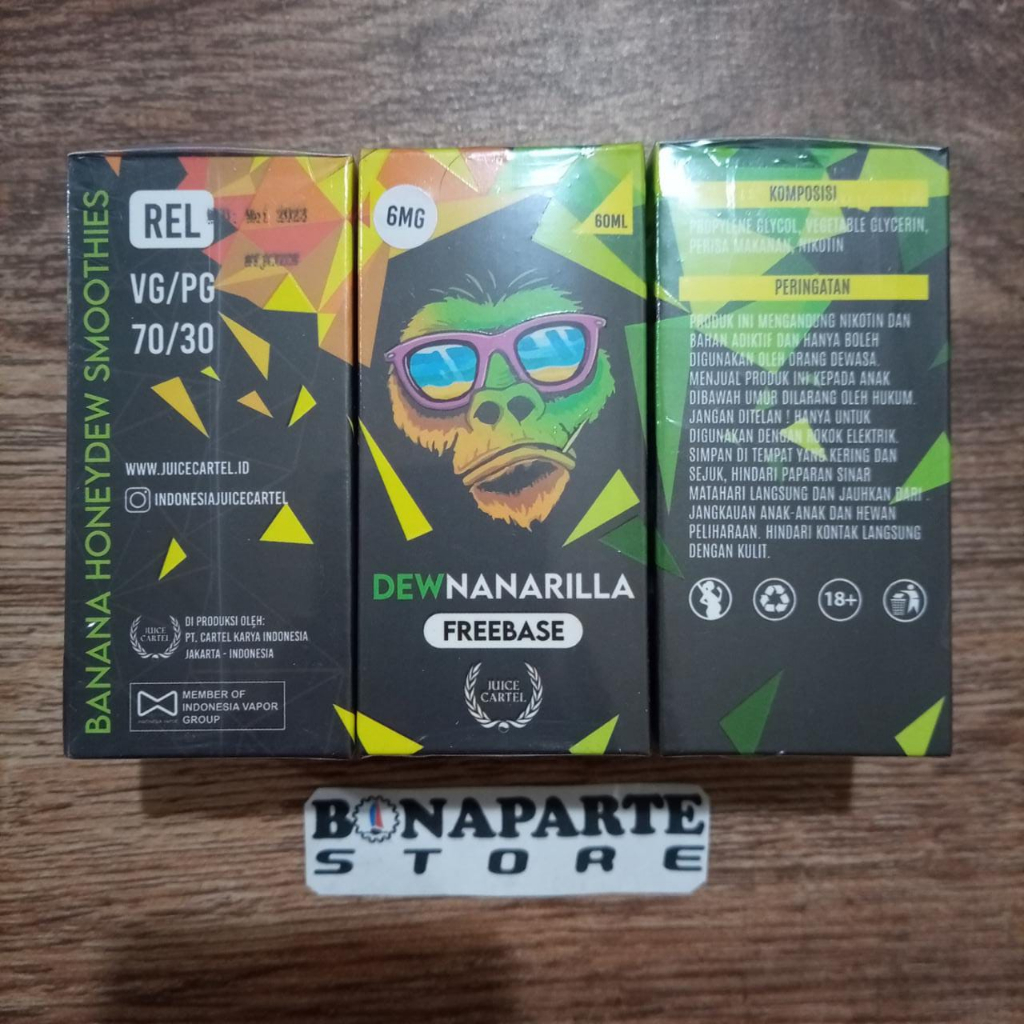 BANANA HONEYDEW SMOOTHIES
REL
Mei 2023
VG/PG
70/30
WWW.JUICECARTEL.ID
INDONESIAJUICECARTEL
JUICE
CARTEL
DI PRODUKSI OLEH:
PT. CARTEL KARYA INDONESIA
JAKARTA - INDONESIA
MEMBER OF
INDONESIA VAPOR
GROUP
6MG
60ML
DEWNANARILLA
FREEBASE
JUICE
CARTEL
KOMPOSISI
PROPYLENE GLYCOL, VEGETABLE GLYCERIN,
PERISA MAKANAN, NIKOTIN
PERINGATAN
PRODUK INI MENGANDUNG NIKOTIN DAN
BAHAN ADIKTIF DAN HANYA BOLEH
DIGUNAKAN OLEH ORANG DEWASA.
MENJUAL PRODUK INI KEPADA ANAK
DIBAWAH UMUR DILARANG OLEH HUKUM.
JANGAN DITELAN ! HANYA UNTUK
DIGUNAKAN DENGAN ROKOK ELEKTRIK.
SIMPAN DI TEMPAT YANG KERING DAN
SEJUK, HINDARI PAPARAN SINAR
MATAHARI LANGSUNG DAN JAUHKAN DARI
JANGKAUAN ANAK-ANAK DAN HEWAN
PELIHARAAN. HINDARI KONTAK LANGSUNG
DENGAN KULIT.
18+
BONAPARTE
STORE